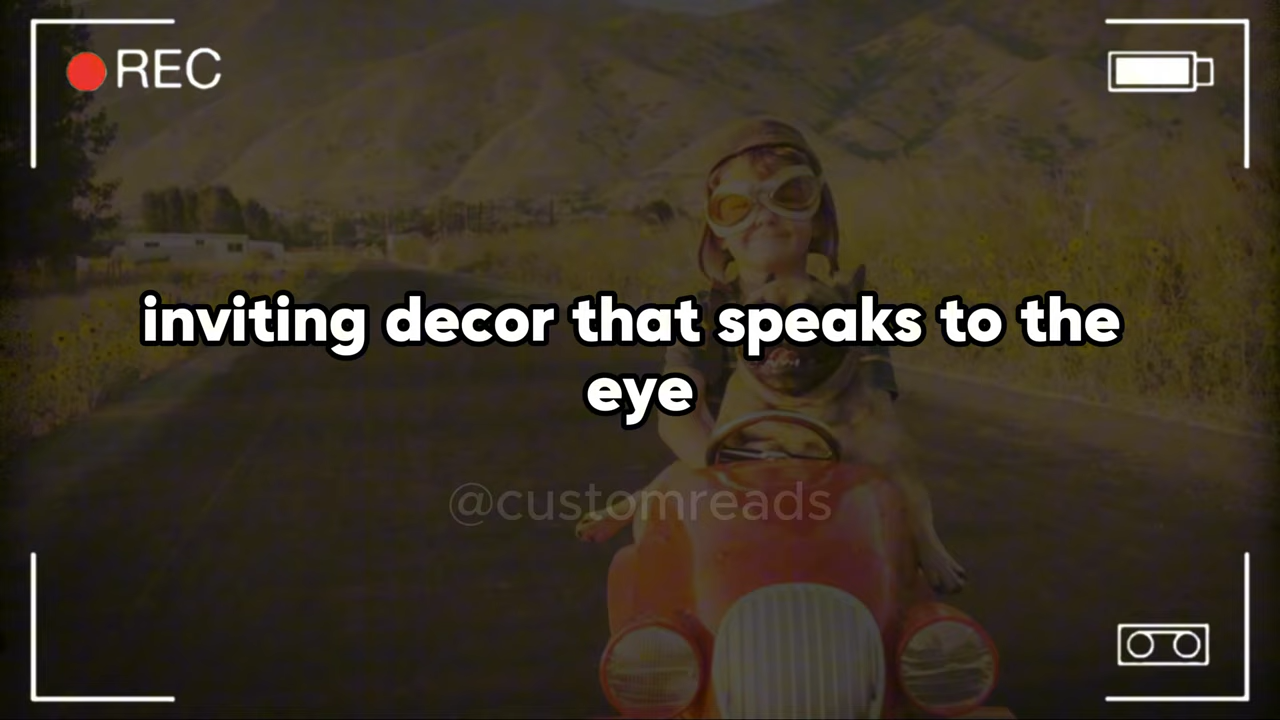 REC
inviting decor that speaks to the
eye
@customreads